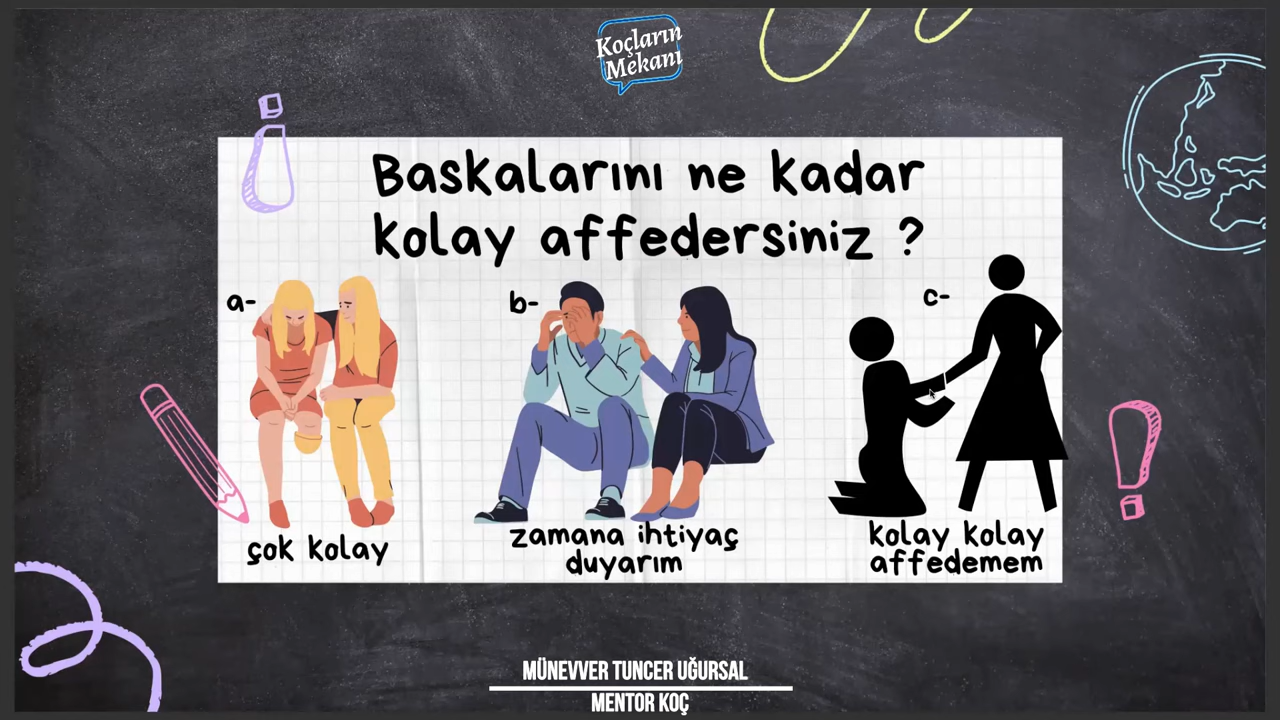 Koçların
Mekanı
Baskalarını ne kadar
kolay affedersiniz ?
a-
b-
c-
çok kolay
zamana ihtiyaç
duyarım
kolay kolay
affedemem
MÜNEVVER TUNCER UĞURSAL
MENTOR KOÇ